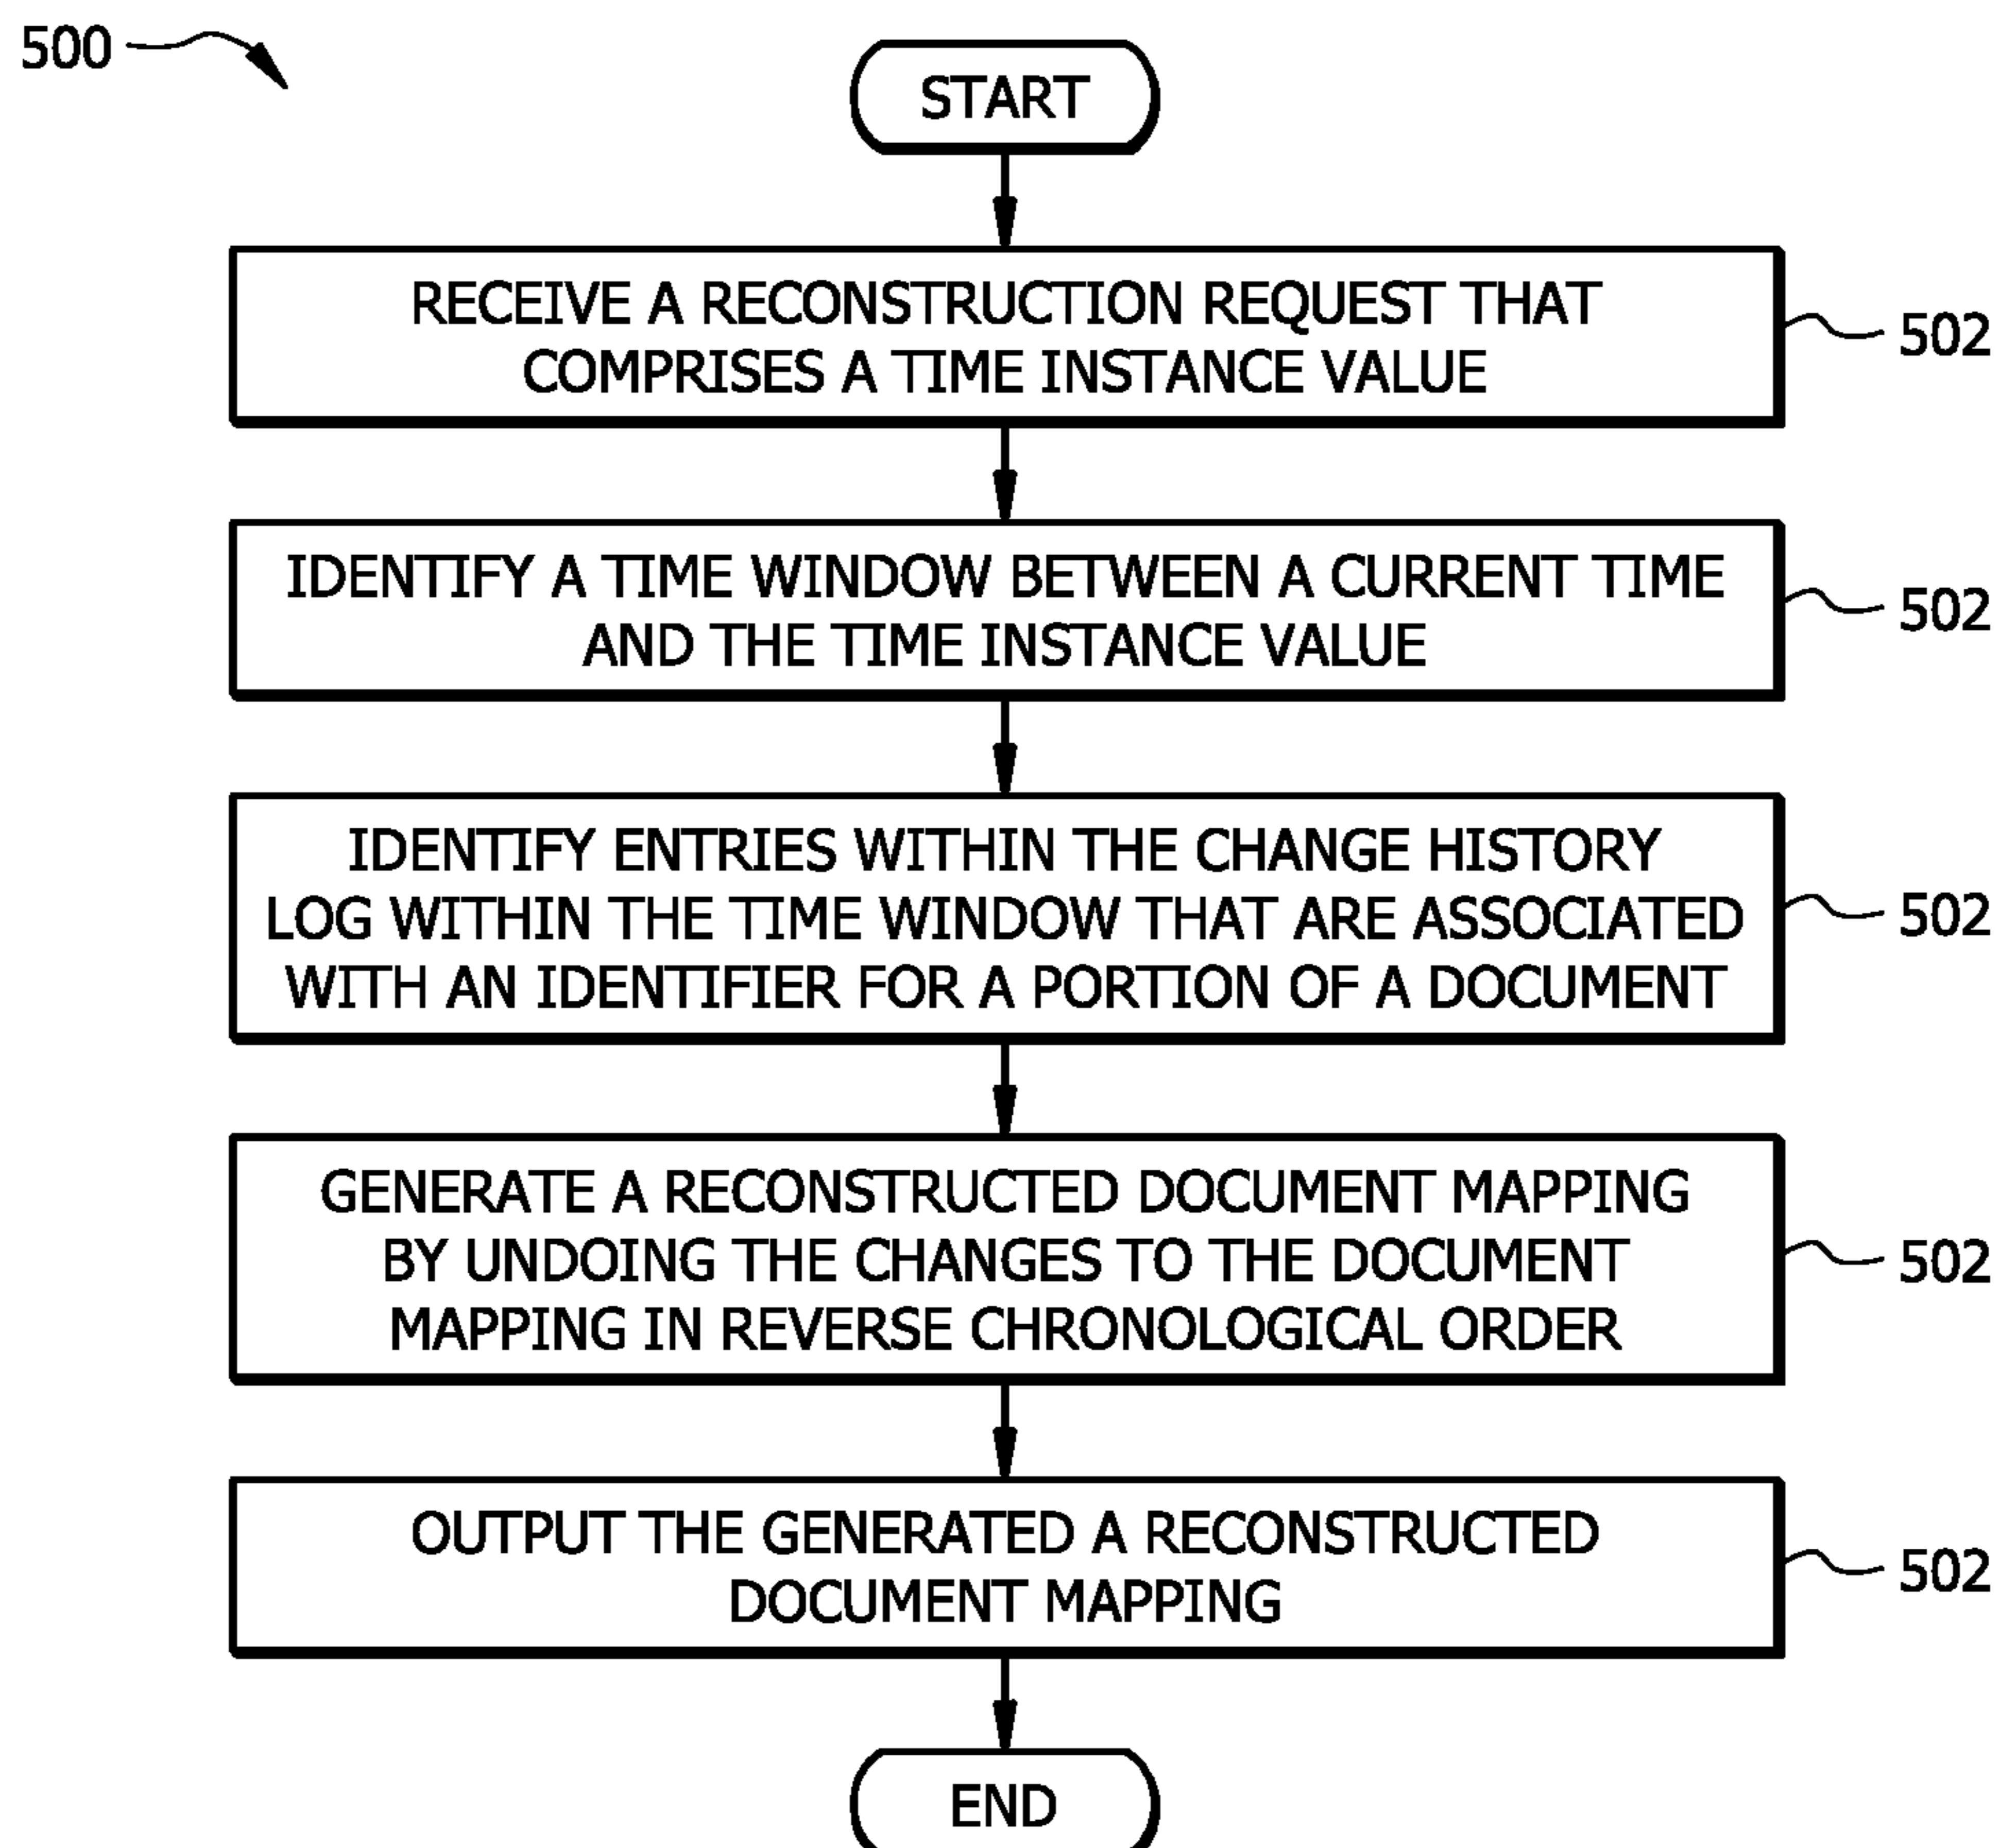 500
START
RECEIVE A RECONSTRUCTION REQUEST THAT
COMPRISES A TIME INSTANCE VALUE
502
IDENTIFY A TIME WINDOW BETWEEN A CURRENT TIME
AND THE TIME INSTANCE VALUE
502
IDENTIFY ENTRIES WITHIN THE CHANGE HISTORY
LOG WITHIN THE TIME WINDOW THAT ARE ASSOCIATED
WITH AN IDENTIFIER FOR A PORTION OF A DOCUMENT
502
GENERATE A RECONSTRUCTED DOCUMENT MAPPING
BY UNDOING THE CHANGES TO THE DOCUMENT
MAPPING IN REVERSE CHRONOLOGICAL ORDER
502
OUTPUT THE GENERATED A RECONSTRUCTED
DOCUMENT MAPPING
502
END